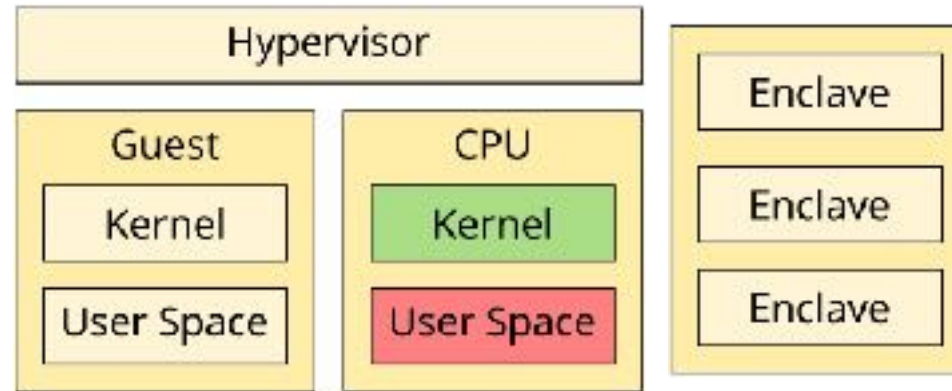 Hypervisor
Guest
Kernel
User Space
CPU
Kernel
User Space
Enclave
Enclave
Enclave